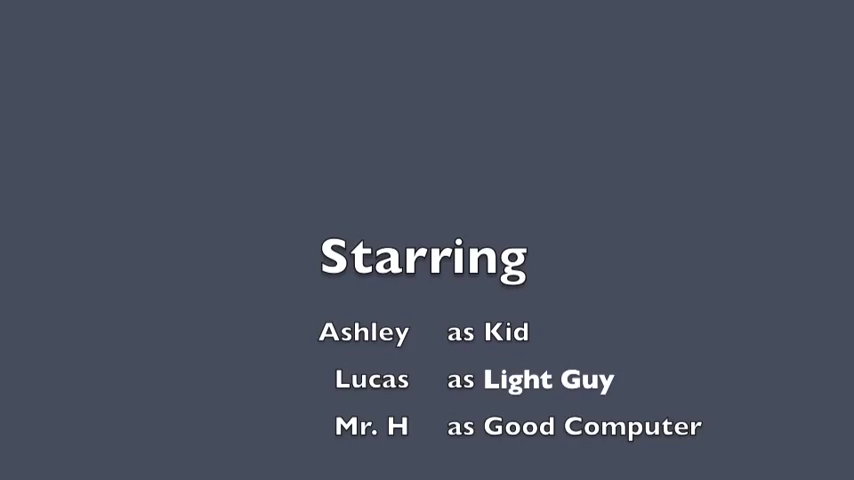 Starring
Ashley as Kid
Lucas as Light Guy
Mr. H as Good Computer